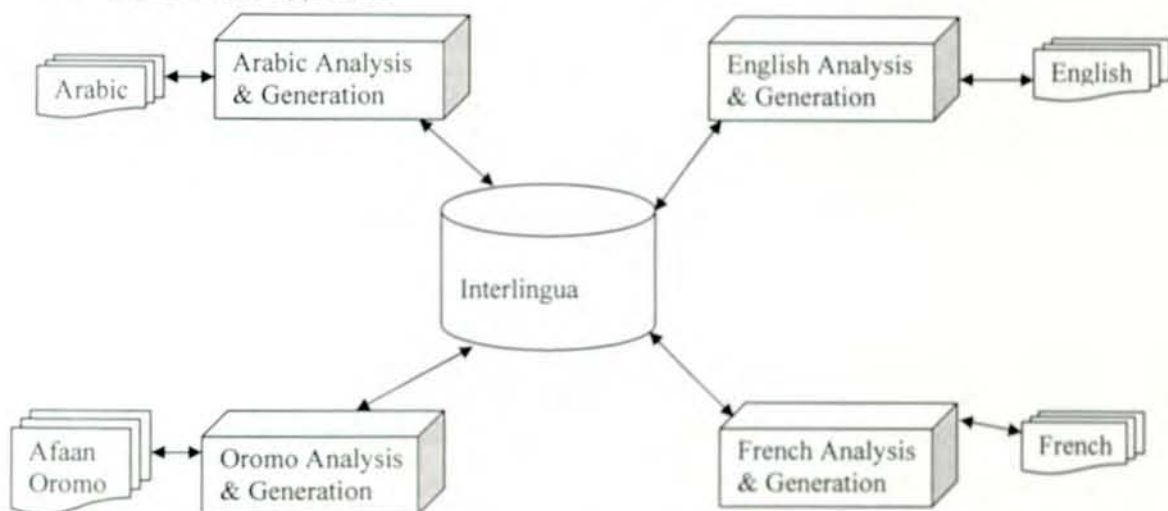 Arabic
Arabic Analysis
& Generation
English Analysis
& Generation
English
Interlingua
Afaan
Oromo
Oromo Analysis
& Generation
French Analysis
& Generation
French